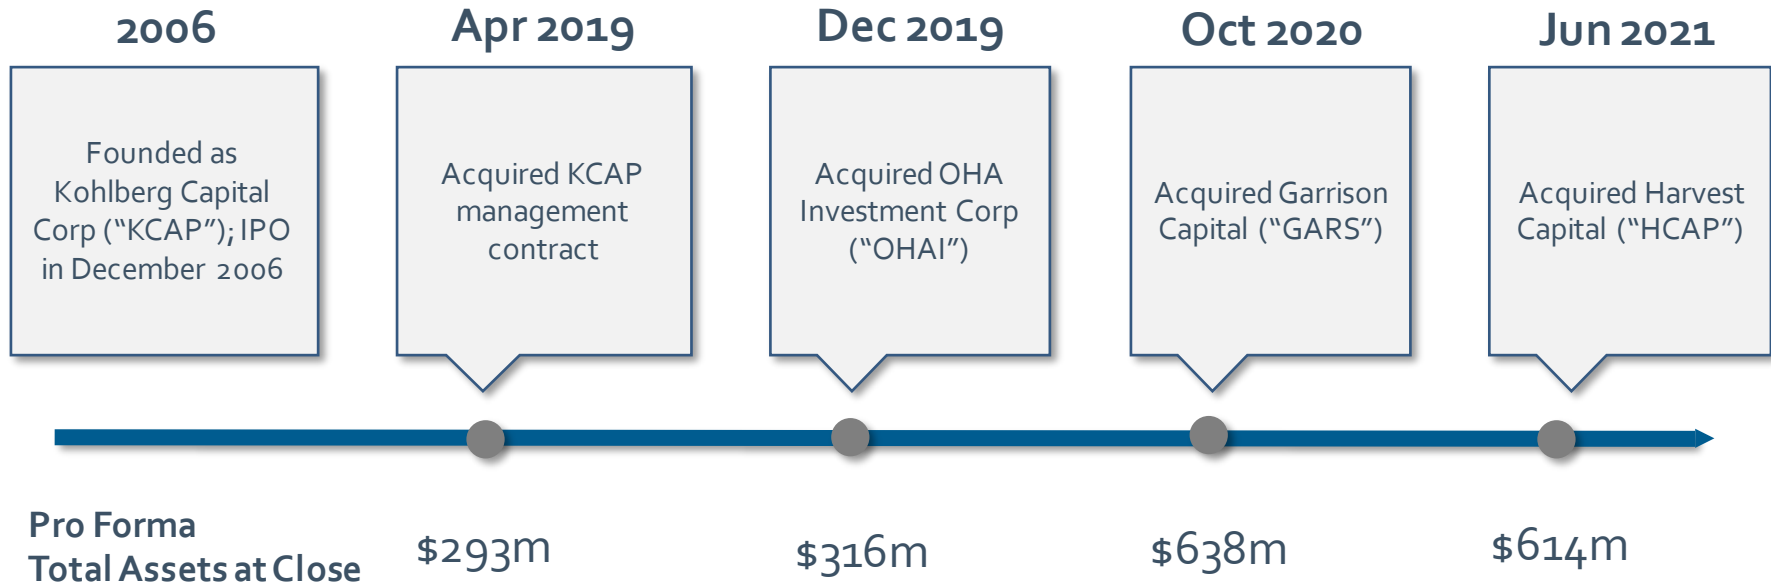 2006
Apr 2019
Dec 2019
Oct 2020
Jun 2021
Founded as
Kohlberg Capital
Corp (“KCAP”); IPO
in December 2006
Acquired KCAP
management
contract
Acquired OHA
Investment Corp
(“OHAI”)
Acquired Garrison
Capital (“GARS”)
Acquired Harvest
Capital (“HCAP”)
Pro Forma
Total Assets at Close
$293m
$316m
$638m
$614m